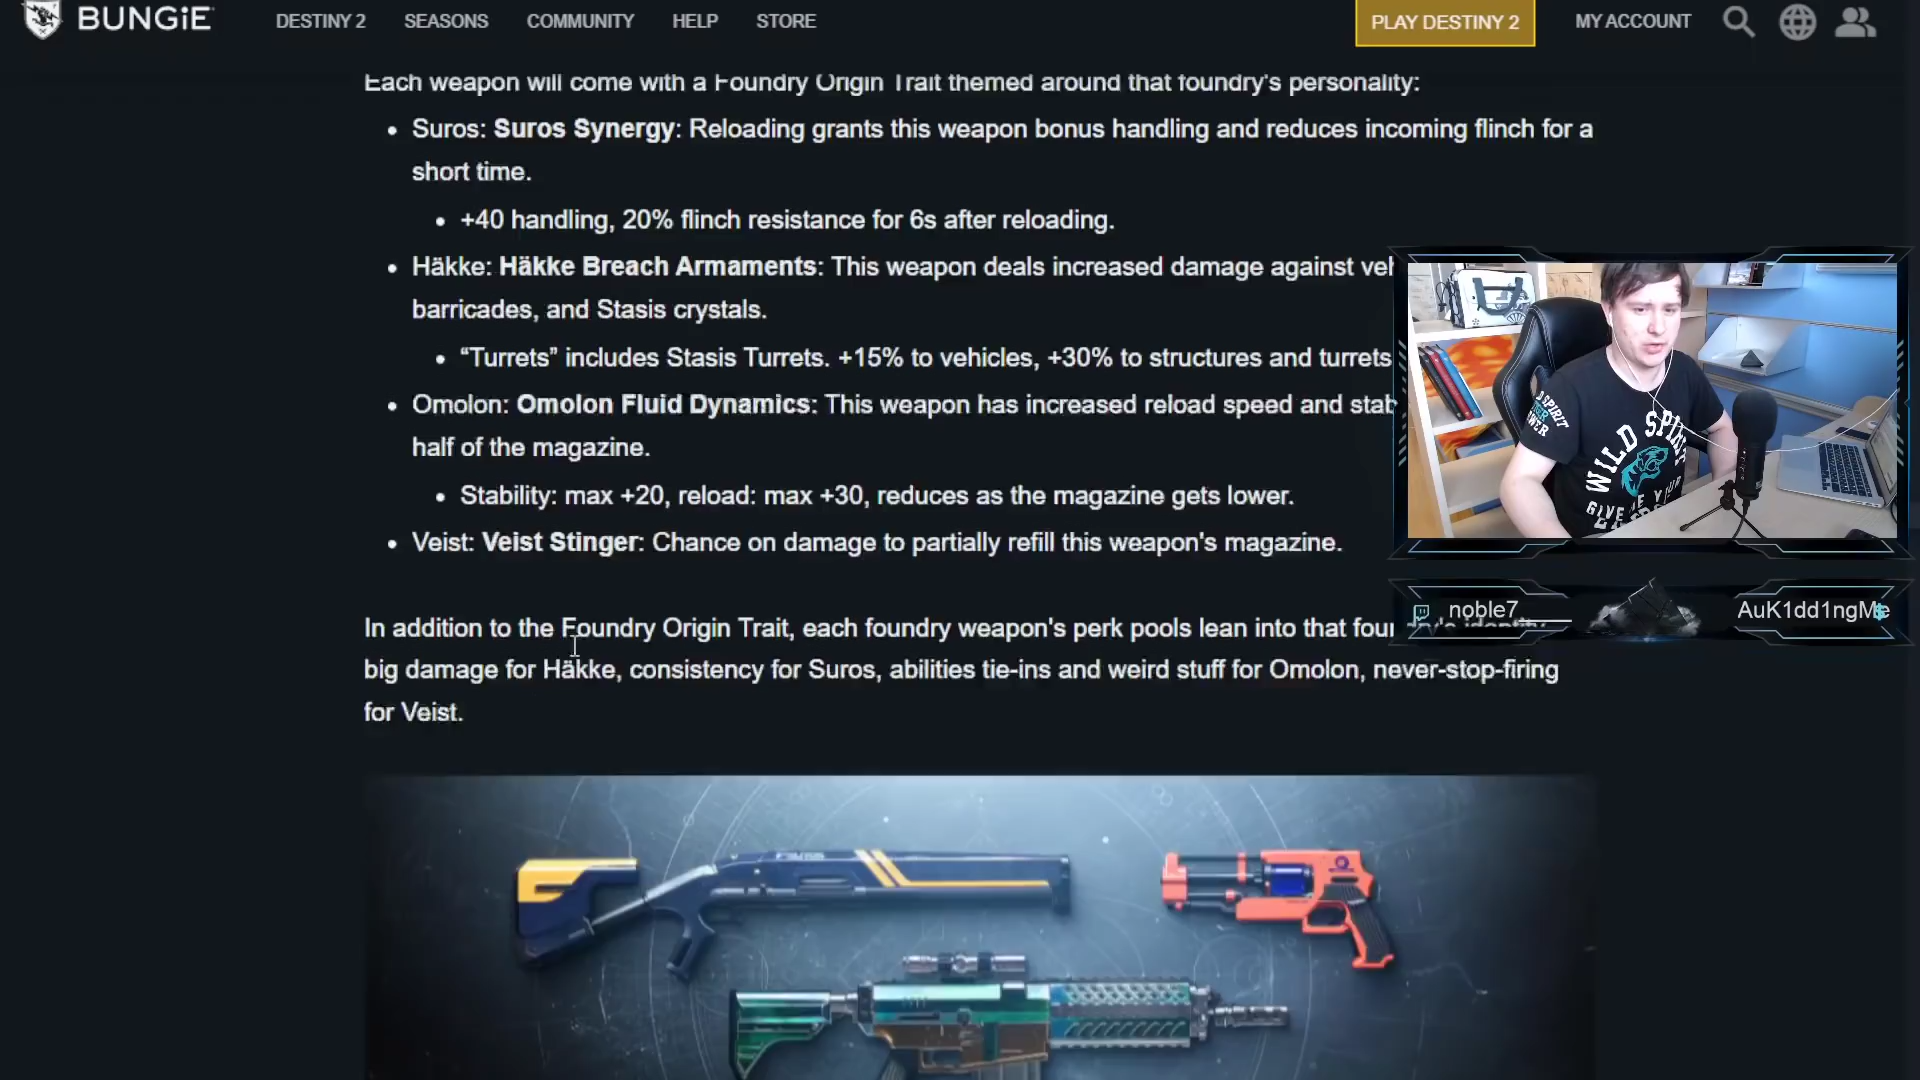 BUNGiE
DESTINY 2 SEASONS COMMUNITY HELP STORE
PLAY DESTINY 2 MY ACCOUNT
Each weapon will come with a Foundry Origin Trait themed around that foundry's personality:
Suros: Suros Synergy: Reloading grants this weapon bonus handling and reduces incoming flinch for a
short time.
+40 handling, 20% flinch resistance for 6s after reloading.
Häkke: Häkke Breach Armaments: This weapon deals increased damage against
barricades, and Stasis crystals.
“Turrets” includes Stasis Turrets. +15% to vehicles, +30% to structures and turrets
Omolon: Omolon Fluid Dynamics: This weapon has increased reload speed and
half of the magazine.
Stability: max +20, reload: max +30, reduces as the magazine gets lower.
Veist: Veist Stinger: Chance on damage to partially refill this weapon's magazine.
In addition to the Foundry Origin Trait, each foundry weapon's perk pools lean into that
big damage for Häkke, consistency for Suros, abilities tie-ins and weird stuff for Omolon, never-stop-firing
for Veist.
WILD SPIRIT
noble7_
AuK1dd1ngMe